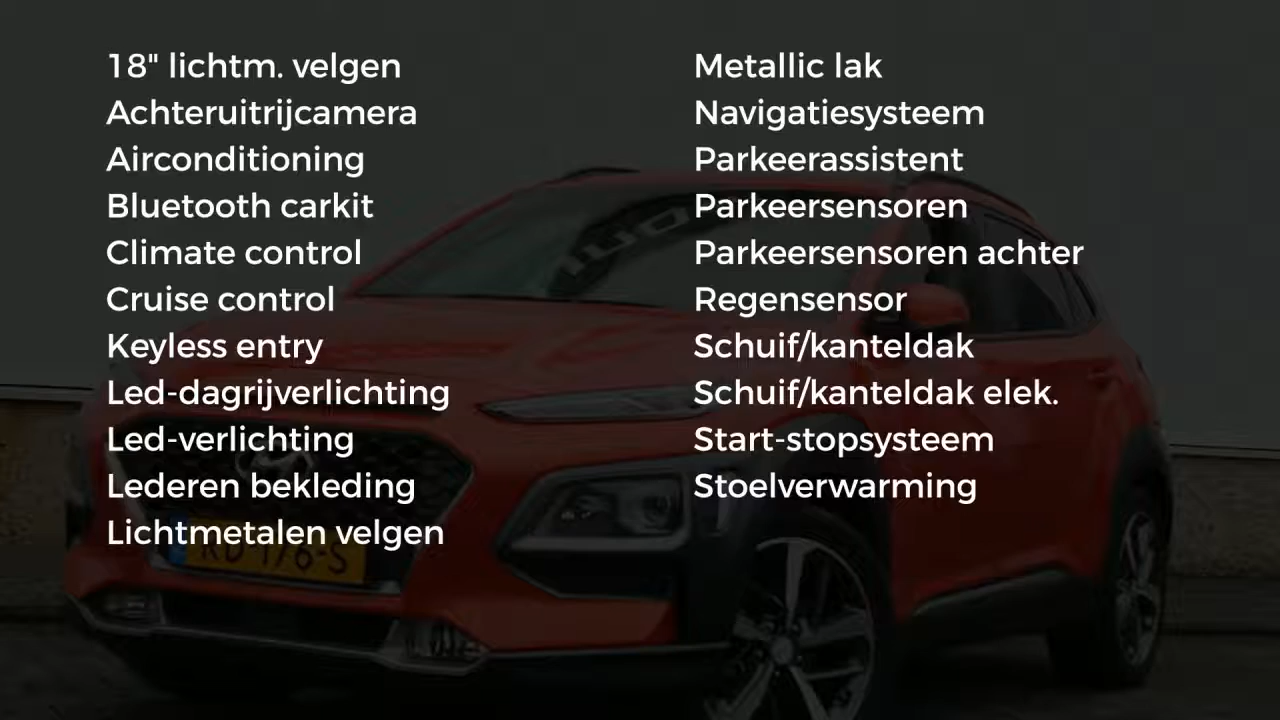 18" lichtm. velgen
Achteruitrijcamera
Airconditioning
Bluetooth carkit
Climate control
Cruise control
Keyless entry
Led-dagrijverlichting
Led-verlichting
Lederen bekleding
Lichtmetalen velgen
Metallic lak
Navigatiesysteem
Parkeerassistent
Parkeersensoren
Parkeersensoren achter
Regensensor
Schuif/kanteldak
Schuif/kanteldak elek.
Start-stopsysteem
Stoelverwarming